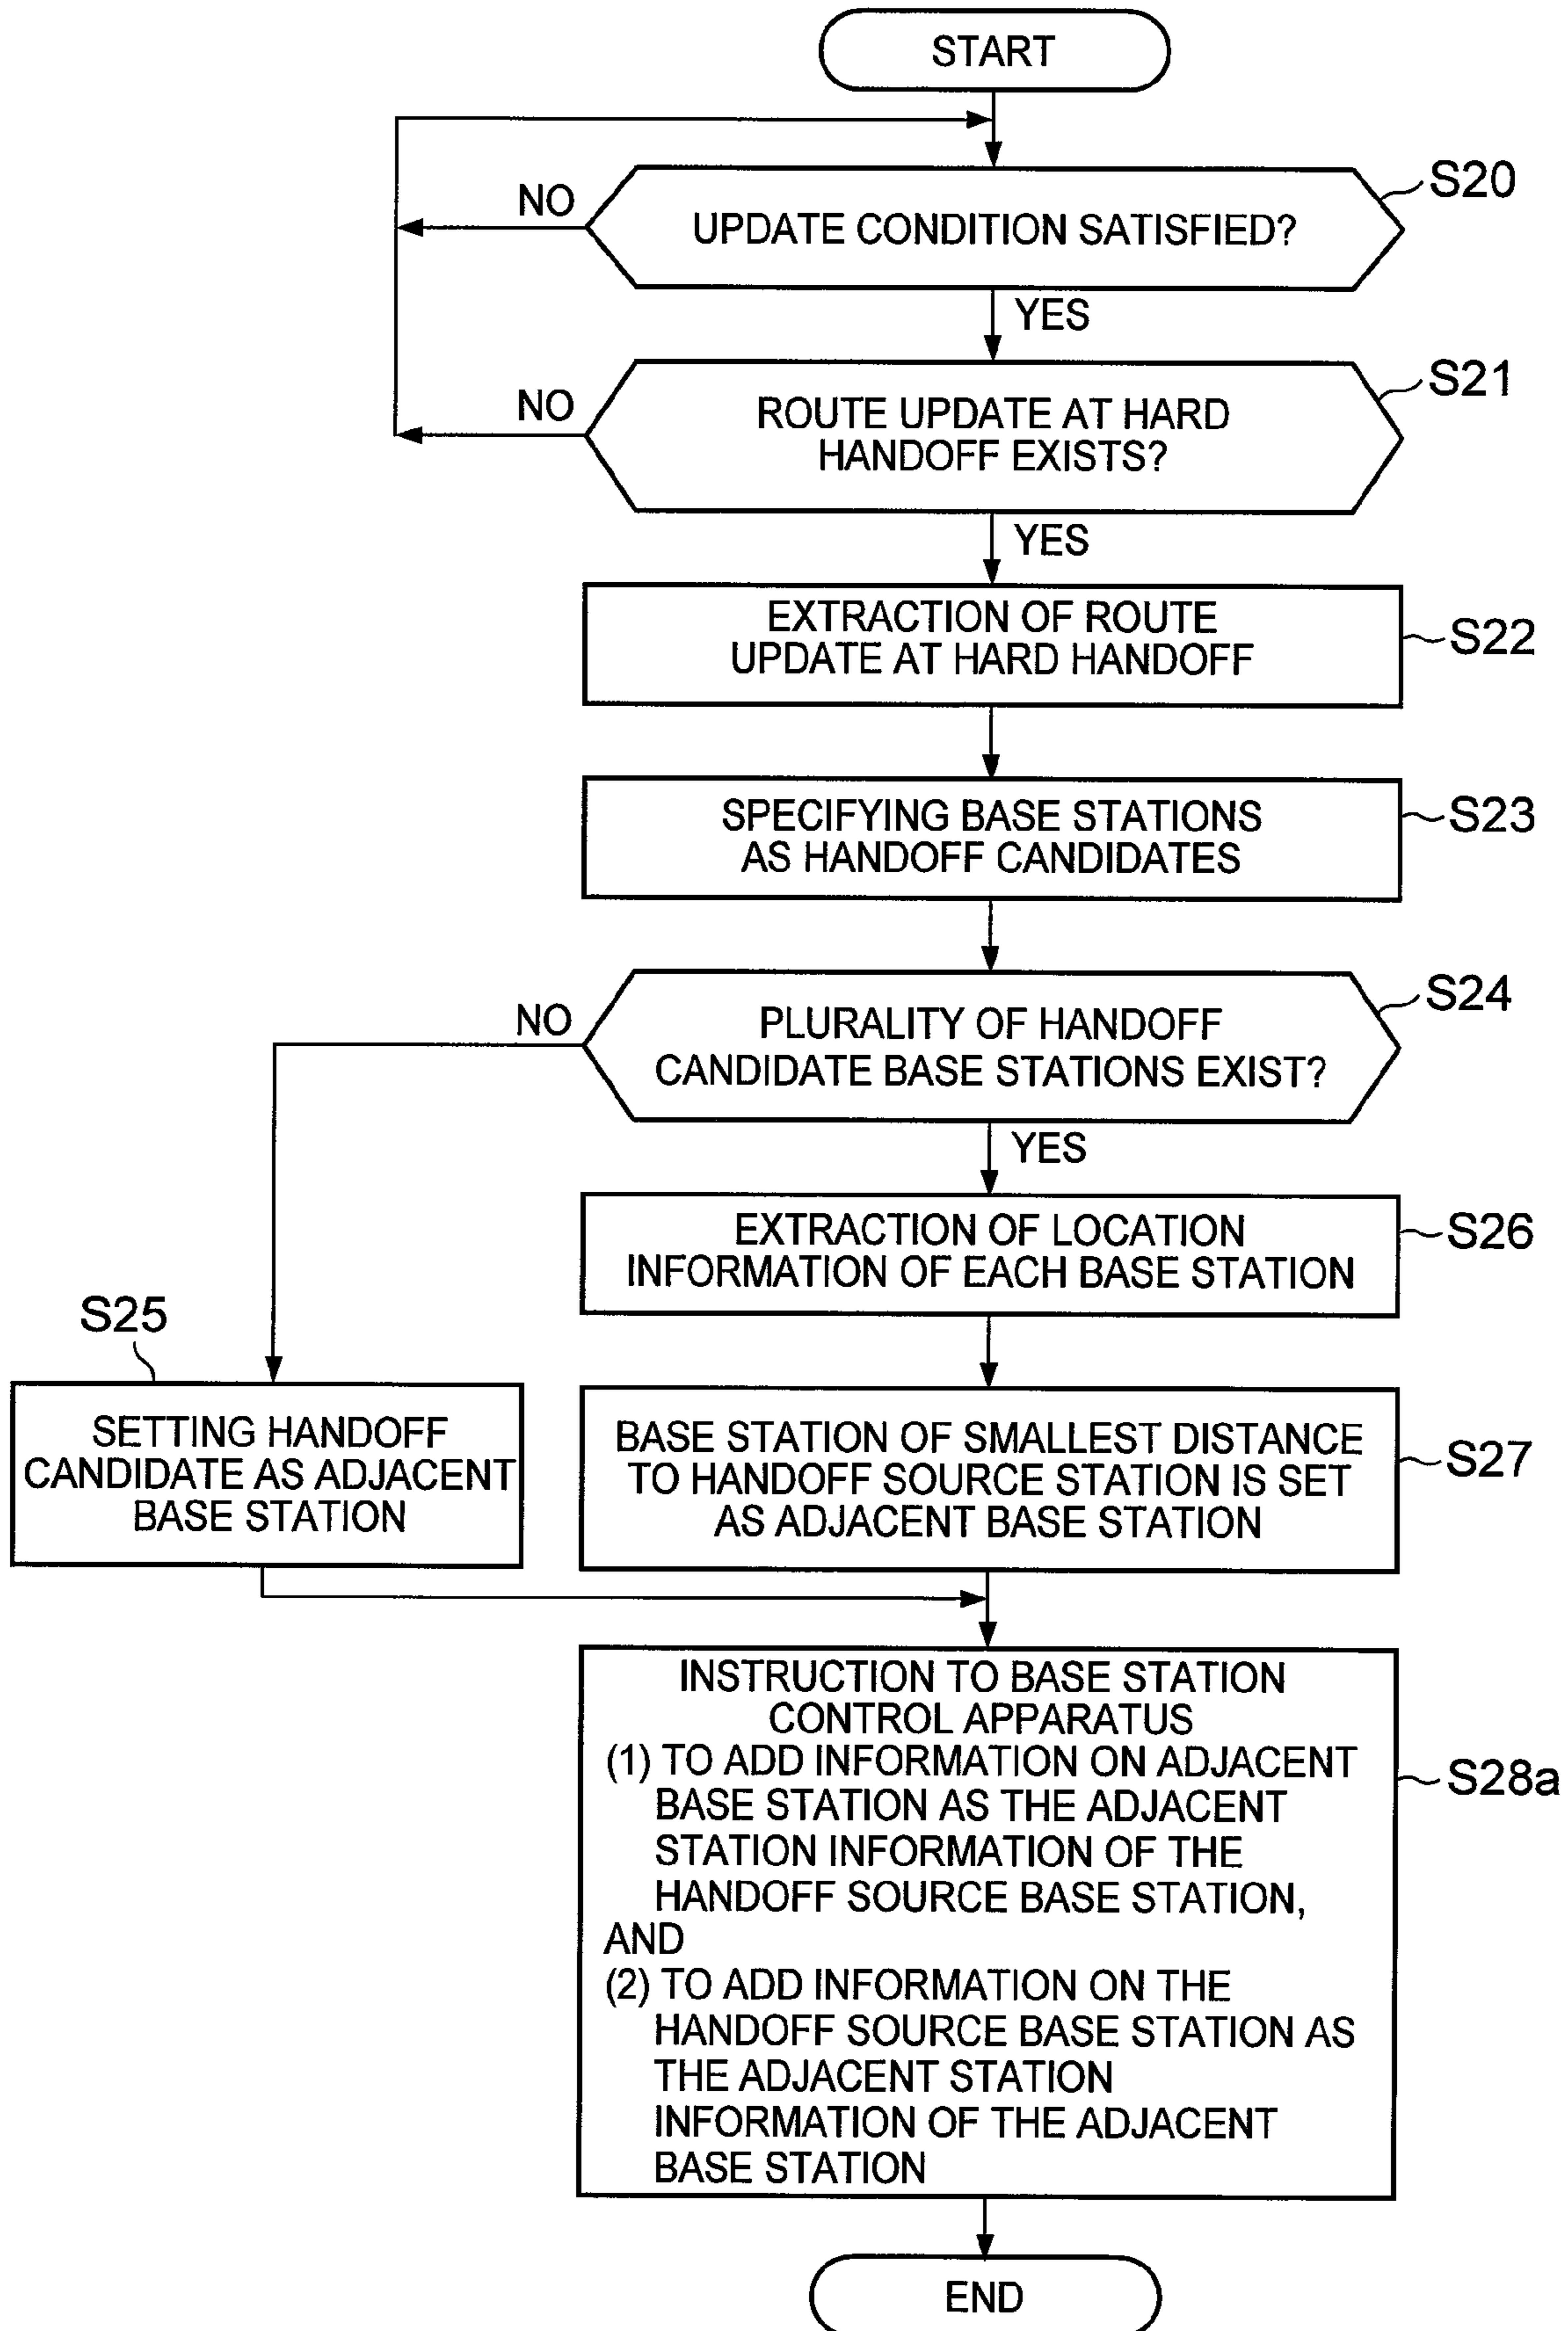 START
NO
UPDATE CONDITION SATISFIED?
S20
YES
NO
ROUTE UPDATE AT HARD
HANDOFF EXISTS?
S21
YES
EXTRACTION OF ROUTE
UPDATE AT HARD HANDOFF
S22
SPECIFYING BASE STATIONS
AS HANDOFF CANDIDATES
S23
NO
PLURALITY OF HANDOFF
CANDIDATE BASE STATIONS EXIST?
S24
YES
EXTRACTION OF LOCATION
INFORMATION OF EACH BASE STATION
S26
S25
SETTING HANDOFF
CANDIDATE AS ADJACENT
BASE STATION
BASE STATION OF SMALLEST DISTANCE
TO HANDOFF SOURCE STATION IS SET
AS ADJACENT BASE STATION
S27
INSTRUCTION TO BASE STATION
CONTROL APPARATUS
(1) TO ADD INFORMATION ON ADJACENT
BASE STATION AS THE ADJACENT
STATION INFORMATION OF THE
HANDOFF SOURCE BASE STATION,
AND
(2) TO ADD INFORMATION ON THE
HANDOFF SOURCE BASE STATION AS
THE ADJACENT STATION
INFORMATION OF THE ADJACENT
BASE STATION
S28a
END